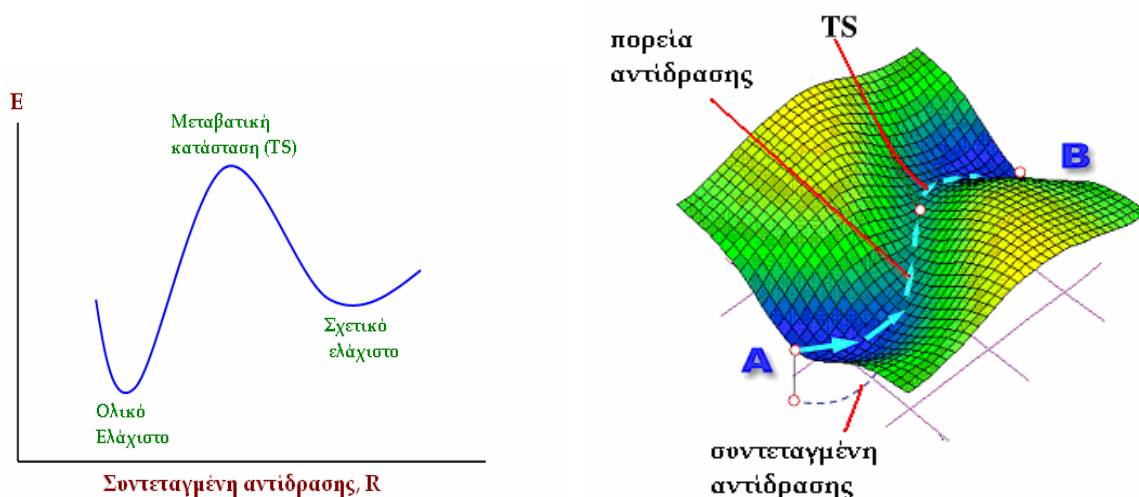 E
Μεταβατική
κατάσταση (TS)
Σχετικό
ελάχιστο
Ολικό
Ελάχιστο
Συντεταγμένη αντίδρασης, R
TS
πορεία
αντίδρασης
B
A
συντεταγμένη
αντίδρασης